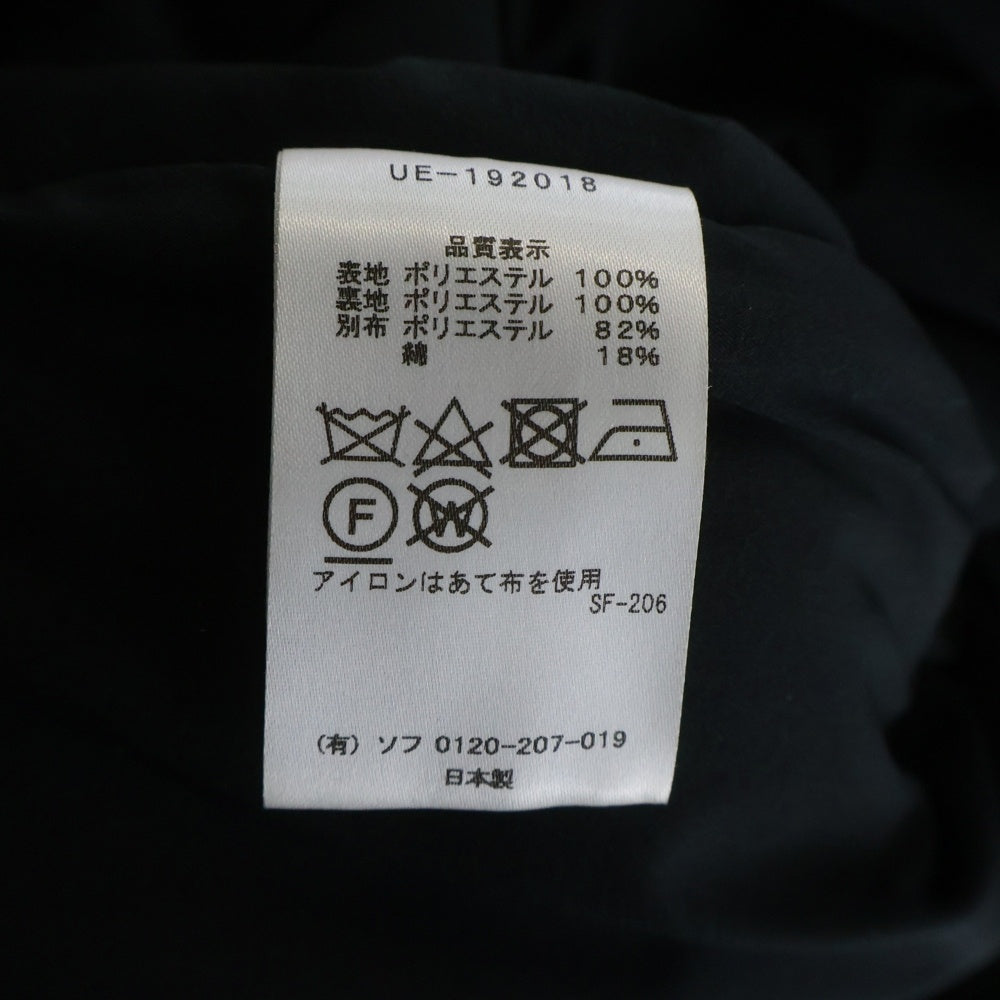 UE-192018
品質表示
表地 ポリエステル 100%
裏地 ポリエステル 100%
別布 ポリエステル 82%
綿 18%
F W
アイロンはあて布を使用
SF-206
(有) ソフ 0120-207-019
日本製